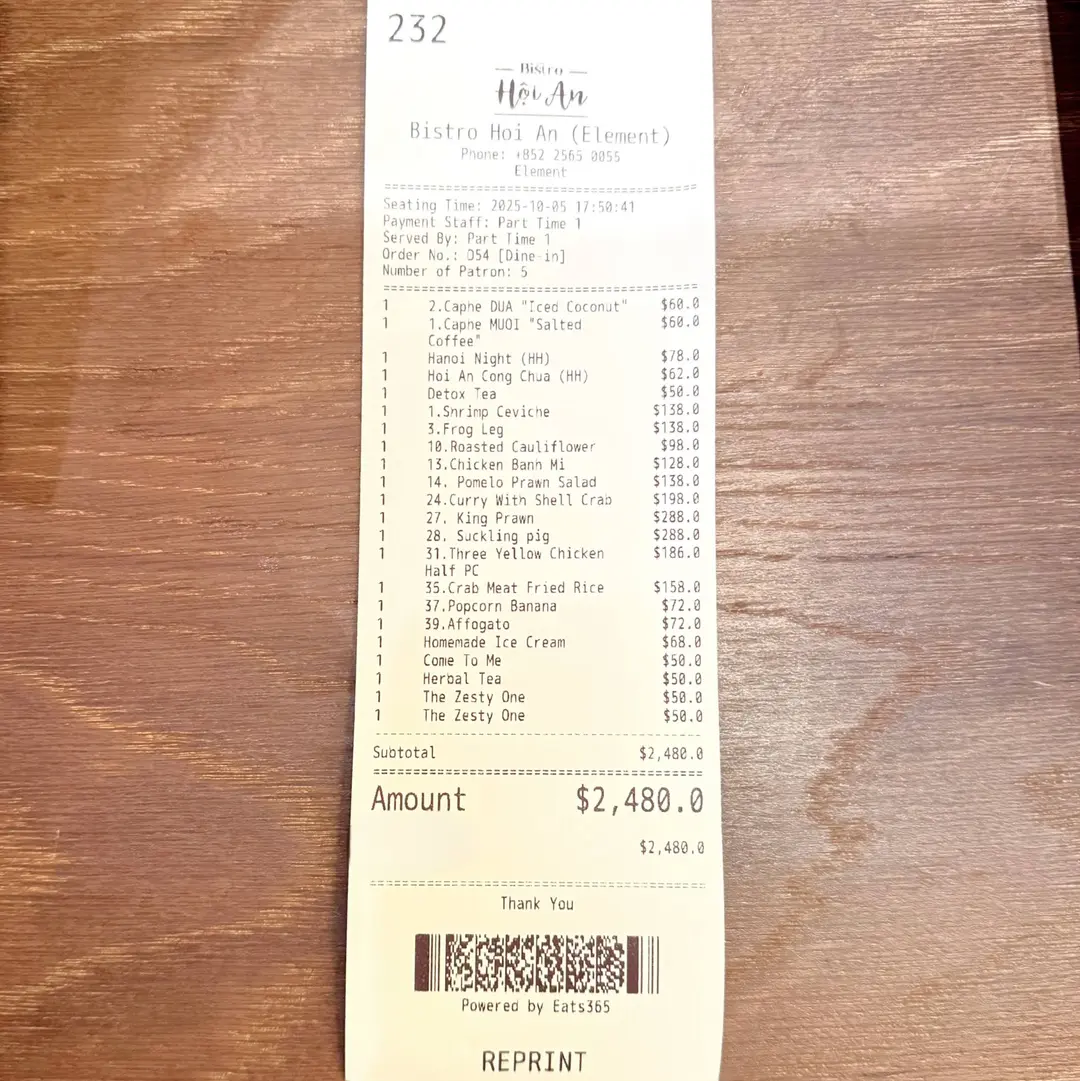 232
Bistro
Hội An
Bistro Hoi An (Element)
Phone: +852 2565 0055
Element
Seating Time: 2025-10-05 17:50:41
Payment Staff: Part Time 1
Served By: Part Time 1
Order No.: D54 [Dine-in]
Number of Patron: 5
1 2.Caphe DUA "Iced Coconut" $60.0
1 1.Caphe MUOI "Salted $60.0
Coffee"
1 Hanoi Night (HH) $78.0
1 Hoi An Cong Chua (HH) $62.0
1 Detox Tea $50.0
1 1.Shrimp Ceviche $138.0
1 3.Frog Leg $138.0
1 10.Roasted Cauliflower $98.0
1 13.Chicken Banh Mi $128.0
1 14. Pomelo Prawn Salad $138.0
1 24.Curry With Shell Crab $198.0
1 27. King Prawn $288.0
1 28. Suckling pig $288.0
1 31.Three Yellow Chicken $186.0
Half PC
1 35.Crab Meat Fried Rice $158.0
1 37.Popcorn Banana $72.0
1 39.Affogato $72.0
1 Homemade Ice Cream $68.0
1 Come To Me $50.0
1 Herbal Tea $50.0
1 The Zesty One $50.0
1 The Zesty One $50.0
Subtotal $2,480.0
Amount $2,480.0
$2,480.0
Thank You
Powered by Eats365
REPRINT